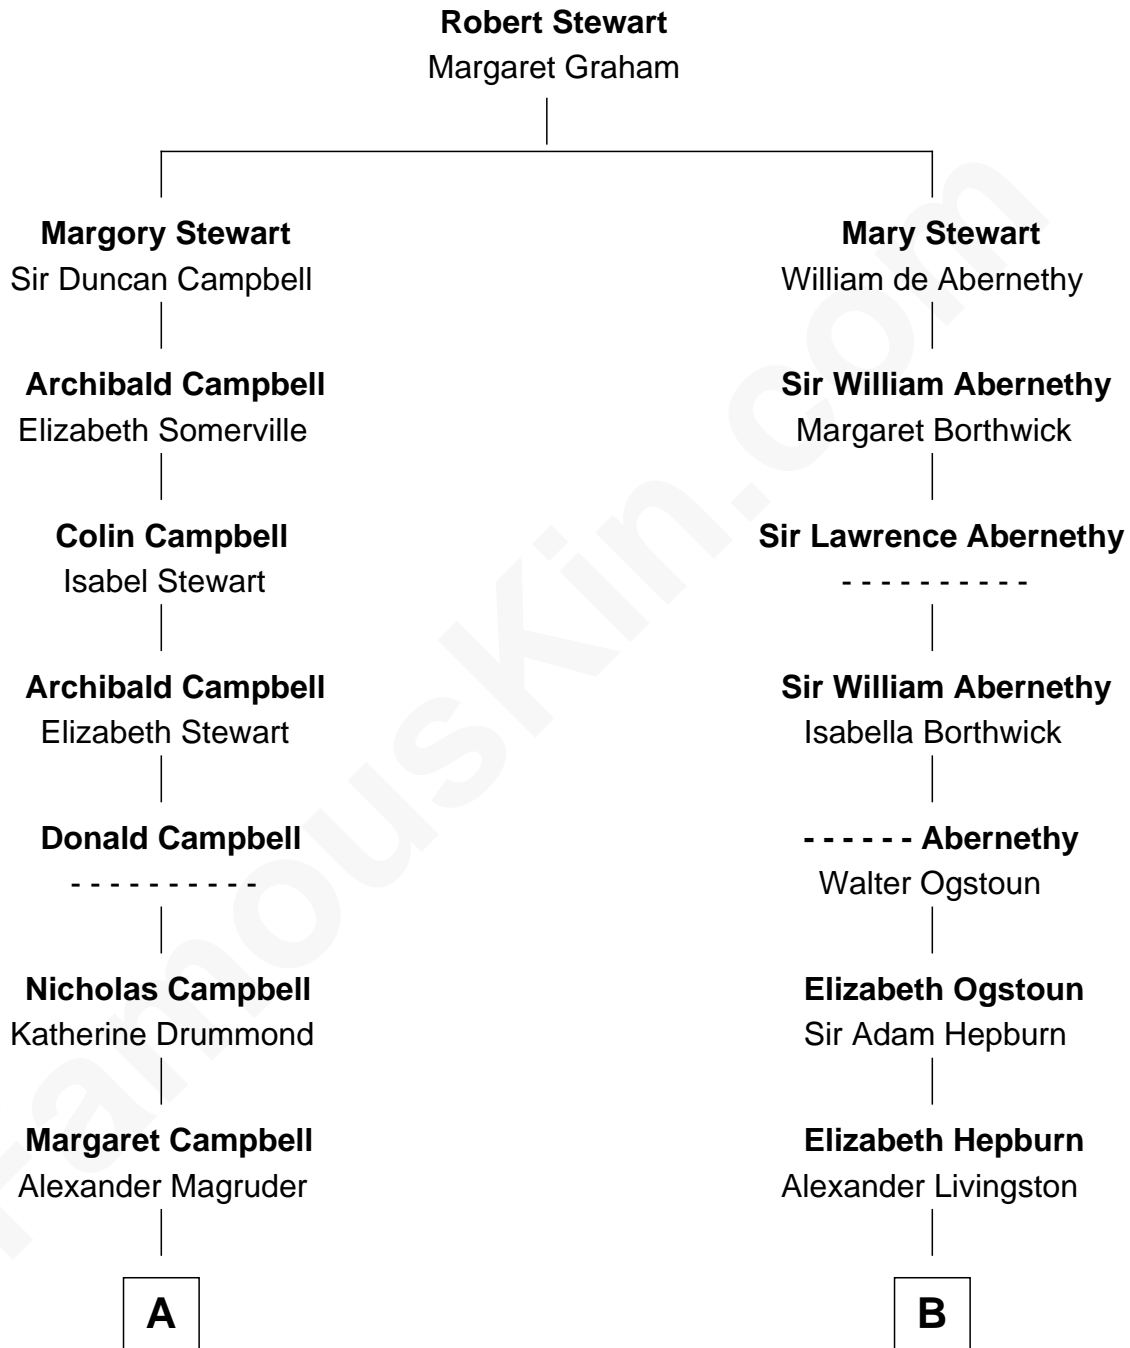 Robert Stewart
Margaret Graham
Margory Stewart
Sir Duncan Campbell
Mary Stewart
William de Abernethy
Archibald Campbell
Elizabeth Somerville
Sir William Abernethy
Margaret Borthwick
Colin Campbell
Isabel Stewart
Sir Lawrence Abernethy
- - - - - - - - - -
Archibald Campbell
Elizabeth Stewart
Sir William Abernethy
Isabella Borthwick
Donald Campbell
- - - - - - - - - -
- - - - - - Abernethy
Walter Ogstoun
Nicholas Campbell
Katherine Drummond
Elizabeth Ogstoun
Sir Adam Hepburn
Margaret Campbell
Alexander Magruder
Elizabeth Hepburn
Alexander Livingston
A
B
FamousKin.com